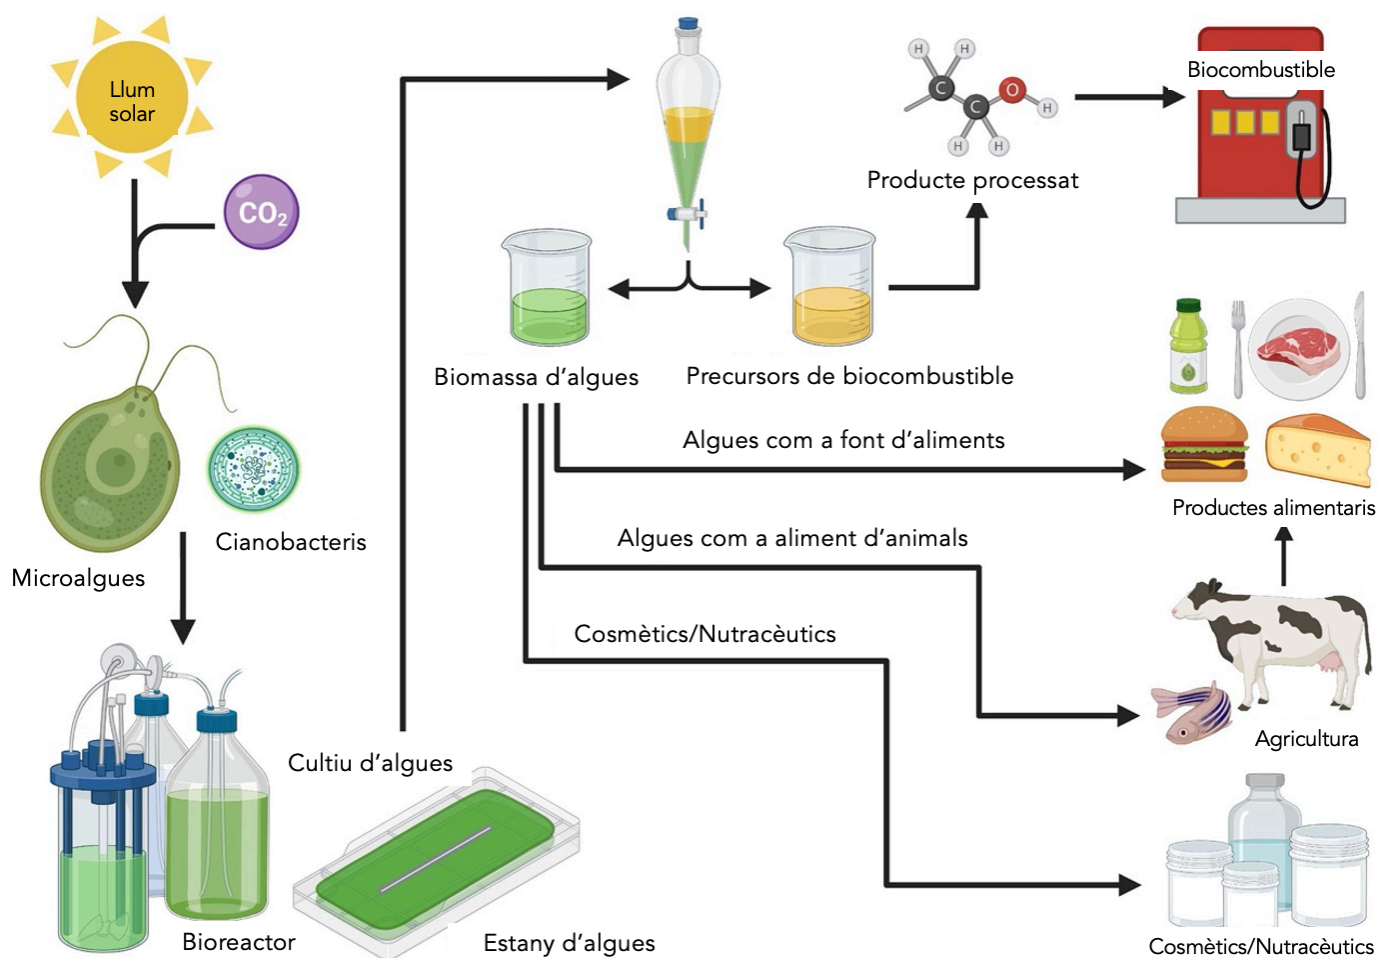 Llum
solar
CO₂
Microalgues
Cianobacteris
Bioreactor
Cultiu d'algues
Estany d'algues
Biomassa d'algues
Precursors de biocombustible
H
H
C
C
O
H
H
H
Producte processat
Biocombustible
Algues com a font d'aliments
Productes alimentaris
Algues com a aliment d'animals
Agricultura
Cosmètics/Nutracèutics
Cosmètics/Nutracèutics